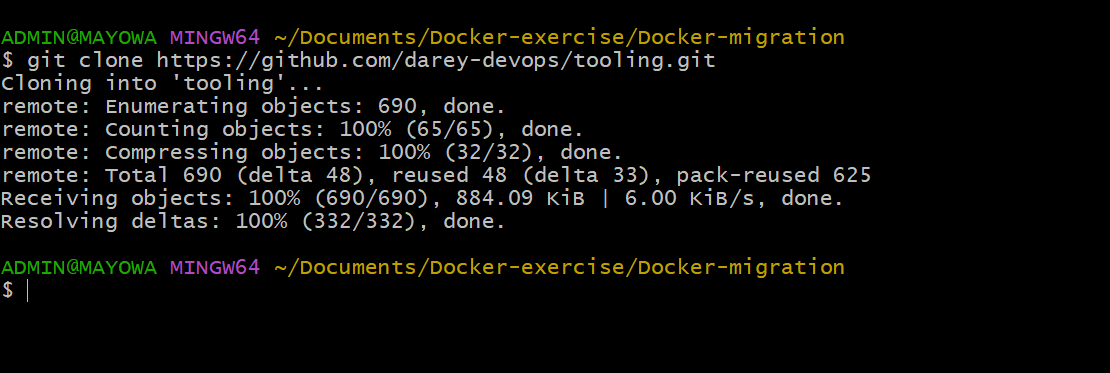 ADMIN@MAYOWA MINGW64 ~/Documents/Docker-exercise/Docker-migration
$ git clone https://github.com/darey-devops/tooling.git
Cloning into 'tooling'...
remote: Enumerating objects: 690, done.
remote: Counting objects: 100% (65/65), done.
remote: Compressing objects: 100% (32/32), done.
remote: Total 690 (delta 48), reused 48 (delta 33), pack-reused 625
Receiving objects: 100% (690/690), 884.09 KiB | 6.00 KiB/s, done.
Resolving deltas: 100% (332/332), done.
ADMIN@MAYOWA MINGW64 ~/Documents/Docker-exercise/Docker-migration
$